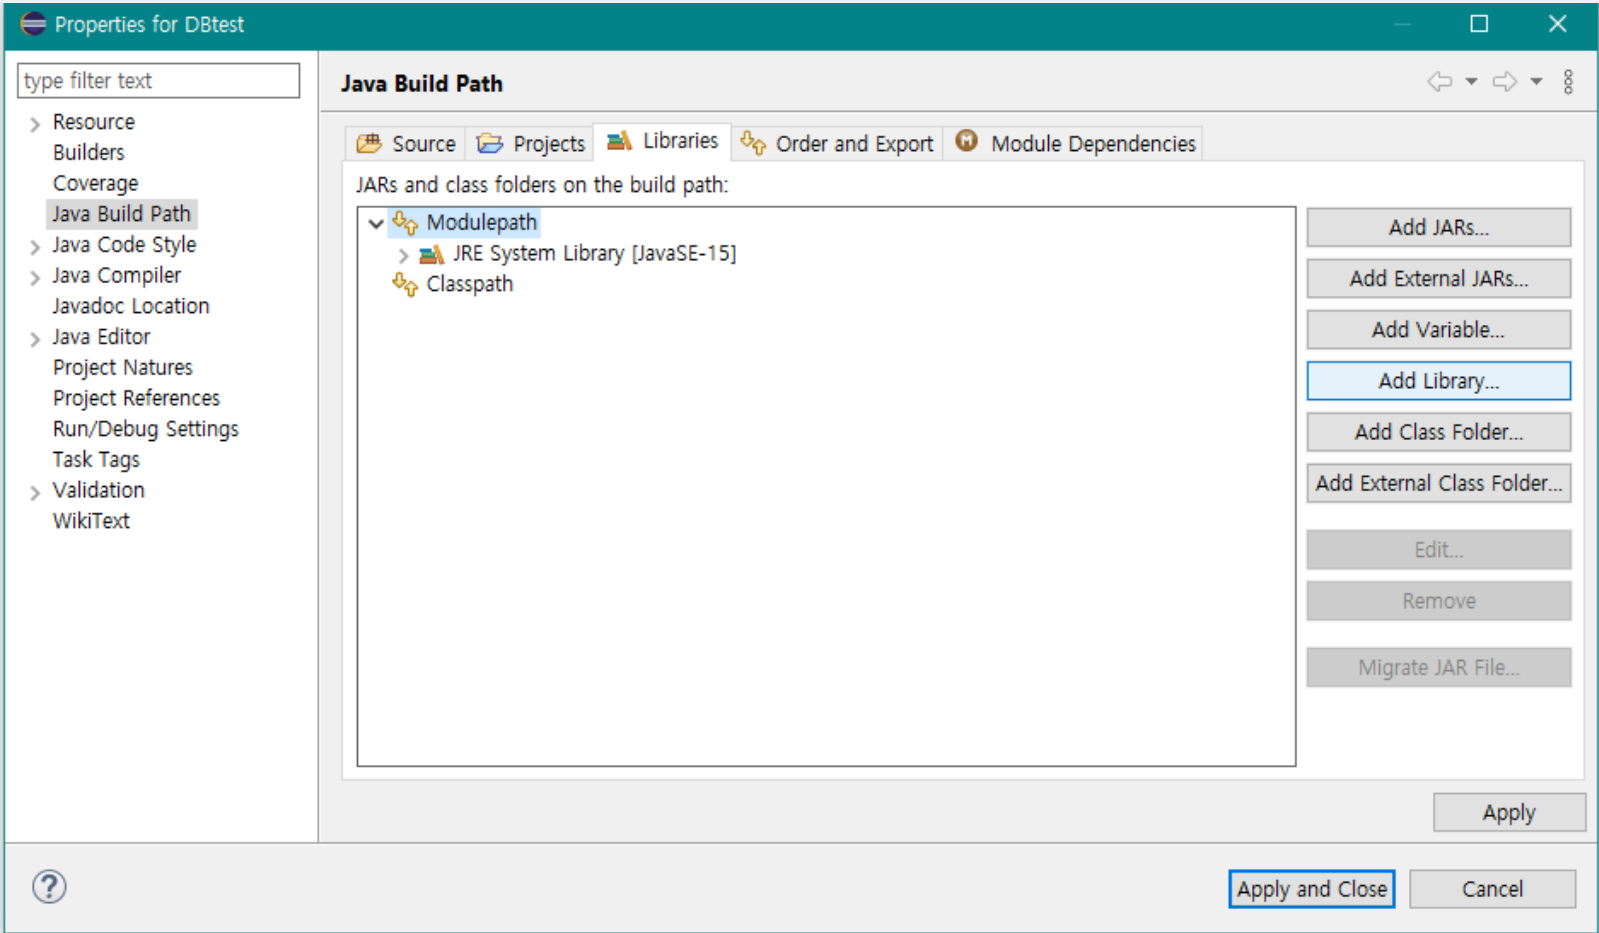 Properties for DBtest
type filter text
Resource
Builders
Coverage
Java Build Path
Java Code Style
Java Compiler
Javadoc Location
Java Editor
Project Natures
Project References
Run/Debug Settings
Task Tags
Validation
WikiText
Java Build Path
Source Projects Libraries Order and Export Module Dependencies
JARs and class folders on the build path:
Modulepath
JRE System Library [JavaSE-15]
Classpath
Add JARs...
Add External JARs...
Add Variable...
Add Library...
Add Class Folder...
Add External Class Folder...
Edit...
Remove
Migrate JAR File...
Apply
Apply and Close Cancel